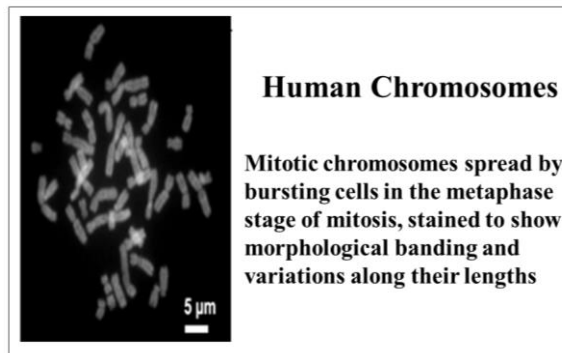 Human Chromosomes
Mitotic chromosomes spread by
bursting cells in the metaphase
stage of mitosis, stained to show
morphological banding and
variations along their lengths
5 µm